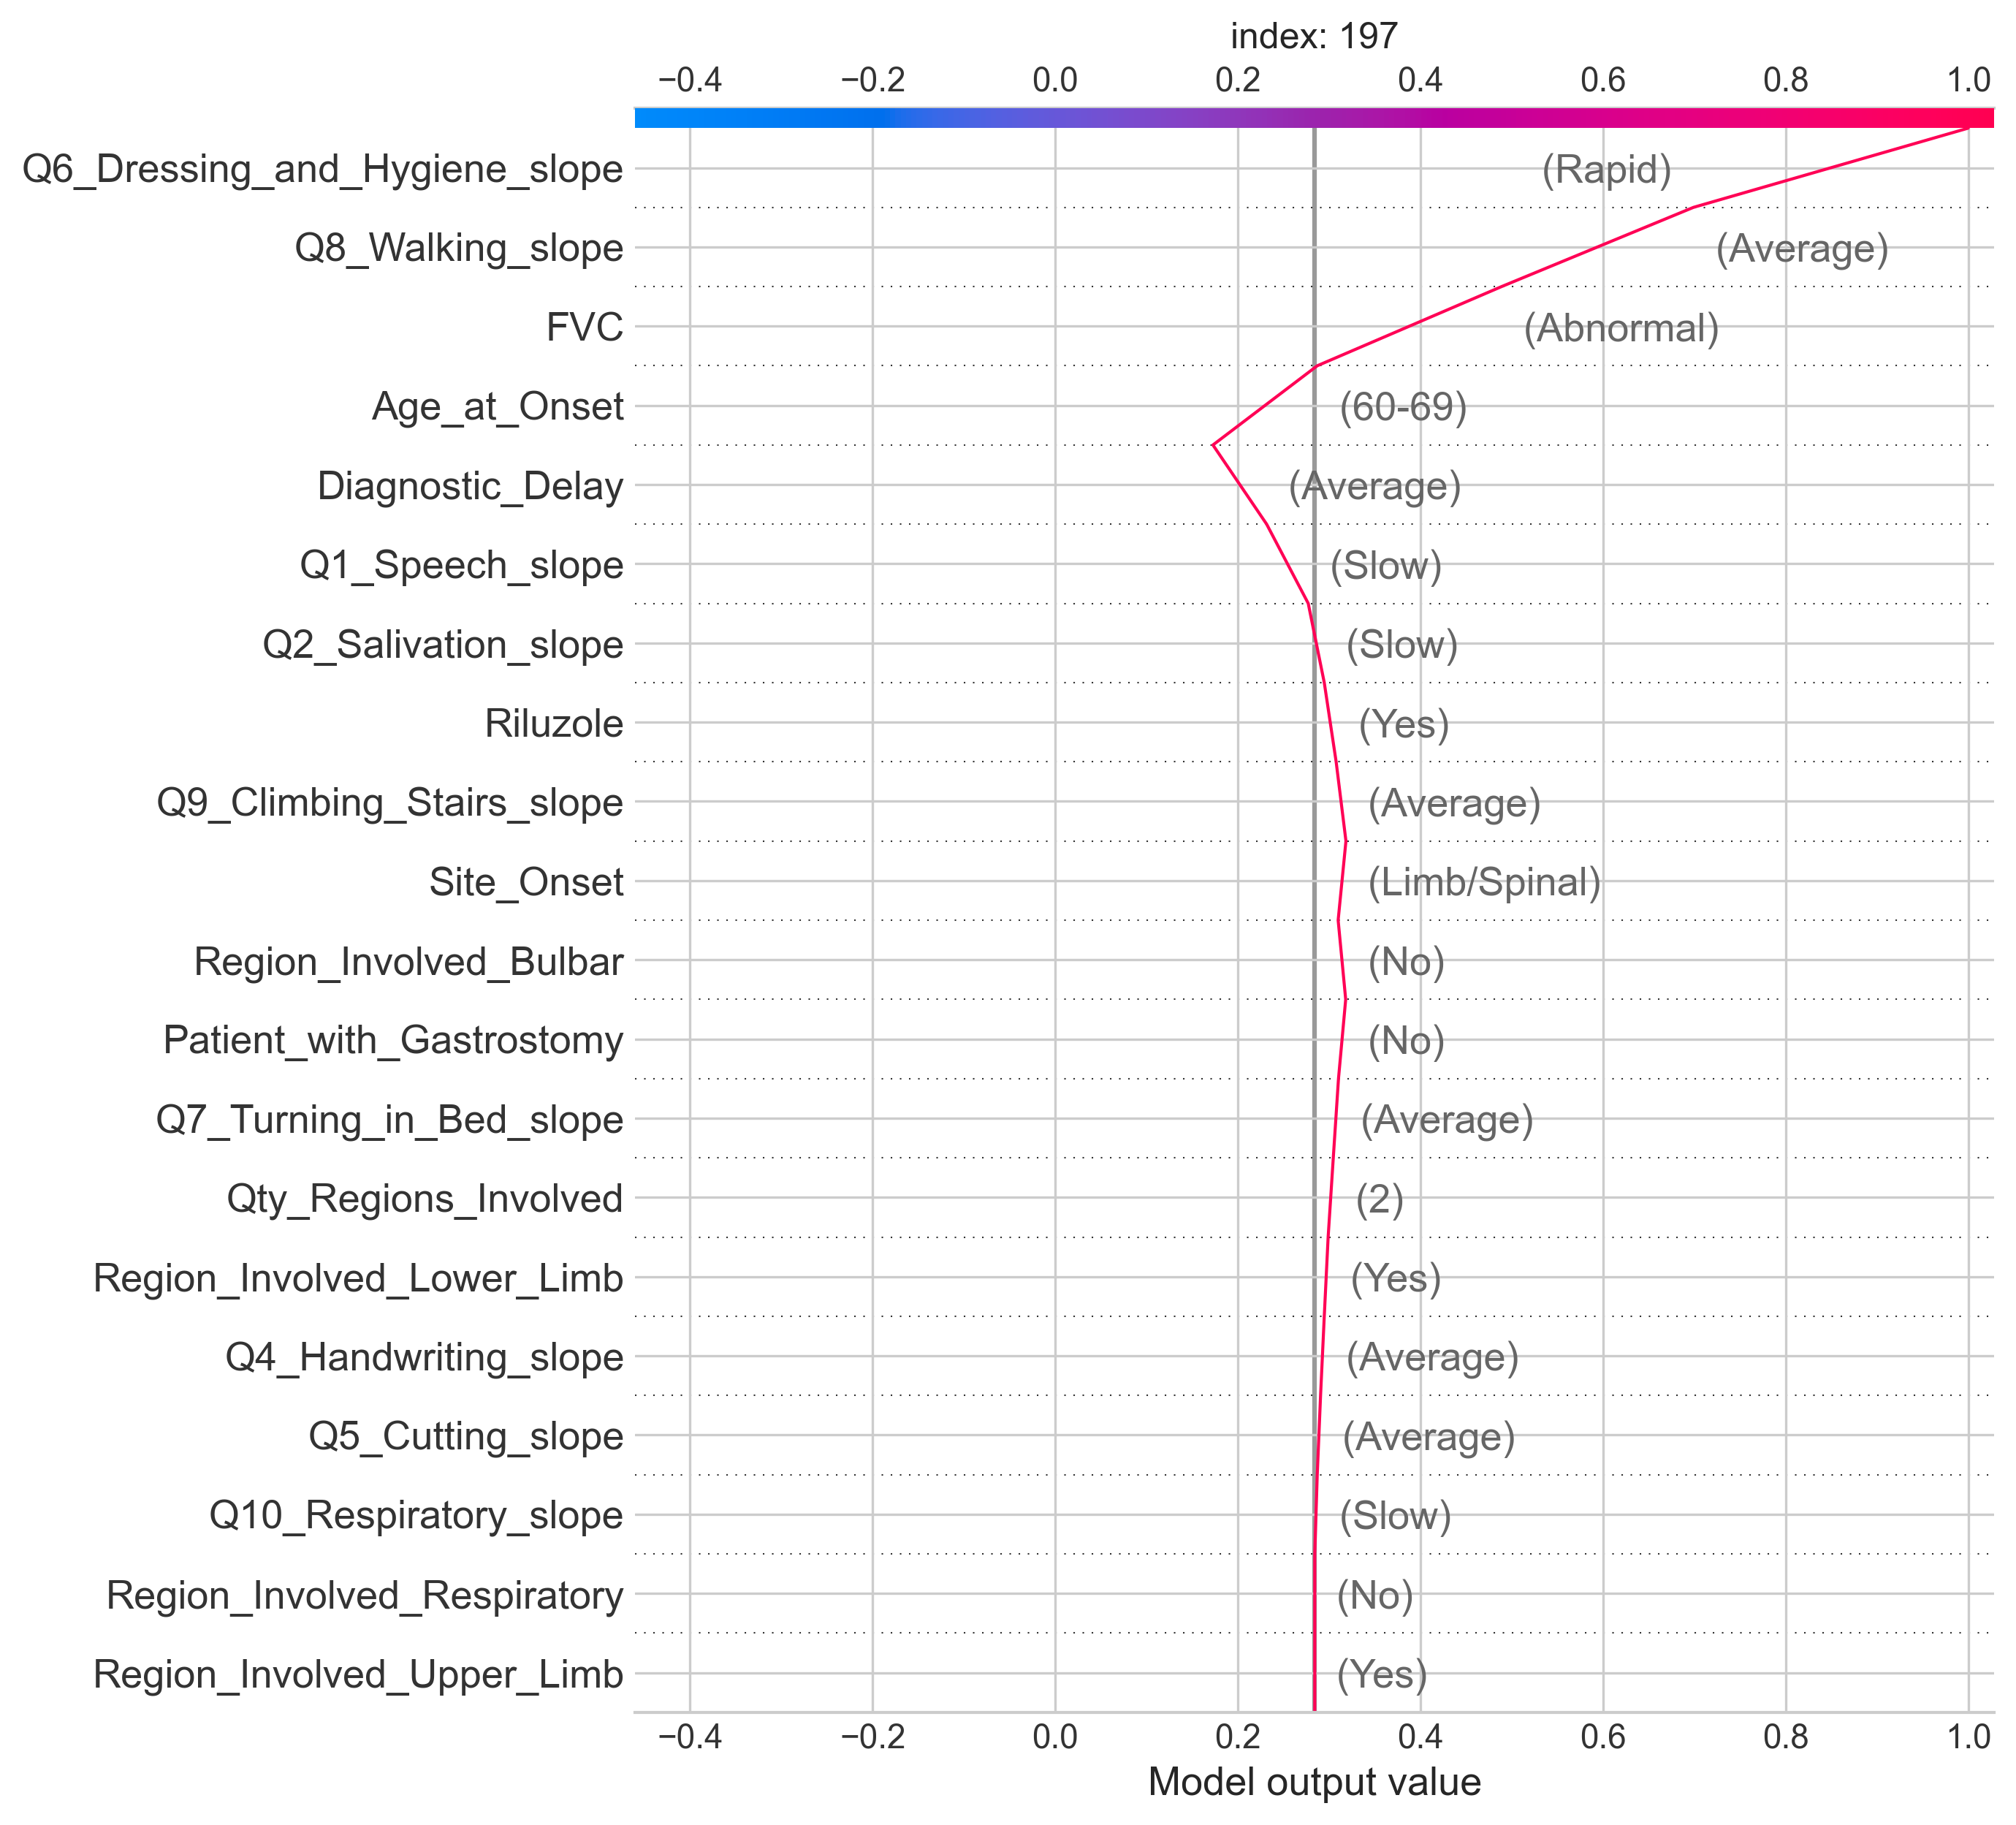 index: 197
−0.4 −0.2 0.0 0.2 0.4 0.6 0.8 1.0
Q6_Dressing_and_Hygiene_slope (Rapid)
Q8_Walking_slope (Average)
FVC (Abnormal)
Age_at_Onset (60-69)
Diagnostic_Delay (Average)
Q1_Speech_slope (Slow)
Q2_Salivation_slope (Slow)
Riluzole (Yes)
Q9_Climbing_Stairs_slope (Average)
Site_Onset (Limb/Spinal)
Region_Involved_Bulbar (No)
Patient_with_Gastrostomy (No)
Q7_Turning_in_Bed_slope (Average)
Qty_Regions_Involved (2)
Region_Involved_Lower_Limb (Yes)
Q4_Handwriting_slope (Average)
Q5_Cutting_slope (Average)
Q10_Respiratory_slope (Slow)
Region_Involved_Respiratory (No)
Region_Involved_Upper_Limb (Yes)
−0.4 −0.2 0.0 0.2 0.4 0.6 0.8 1.0
Model output value